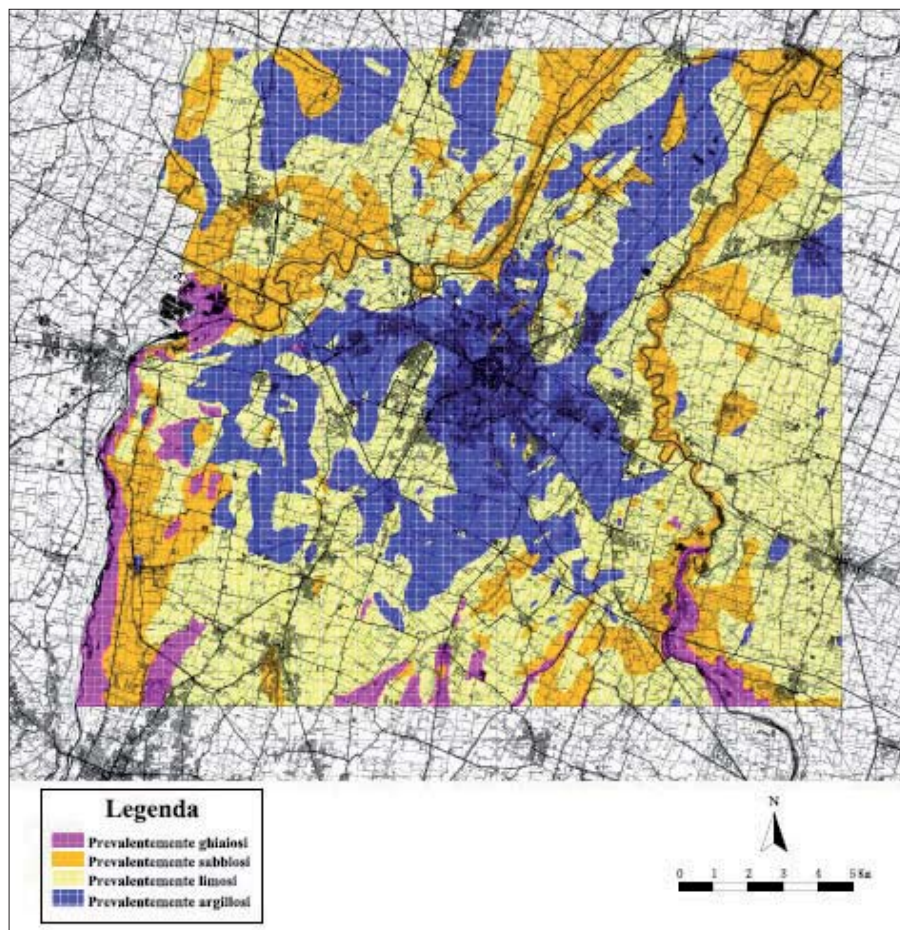 Legenda
Prevalentemente ghiaiosi
Prevalentemente sabbiosi
Prevalentemente limosi
Prevalentemente argillosi
N
0 1 2 3 4 5